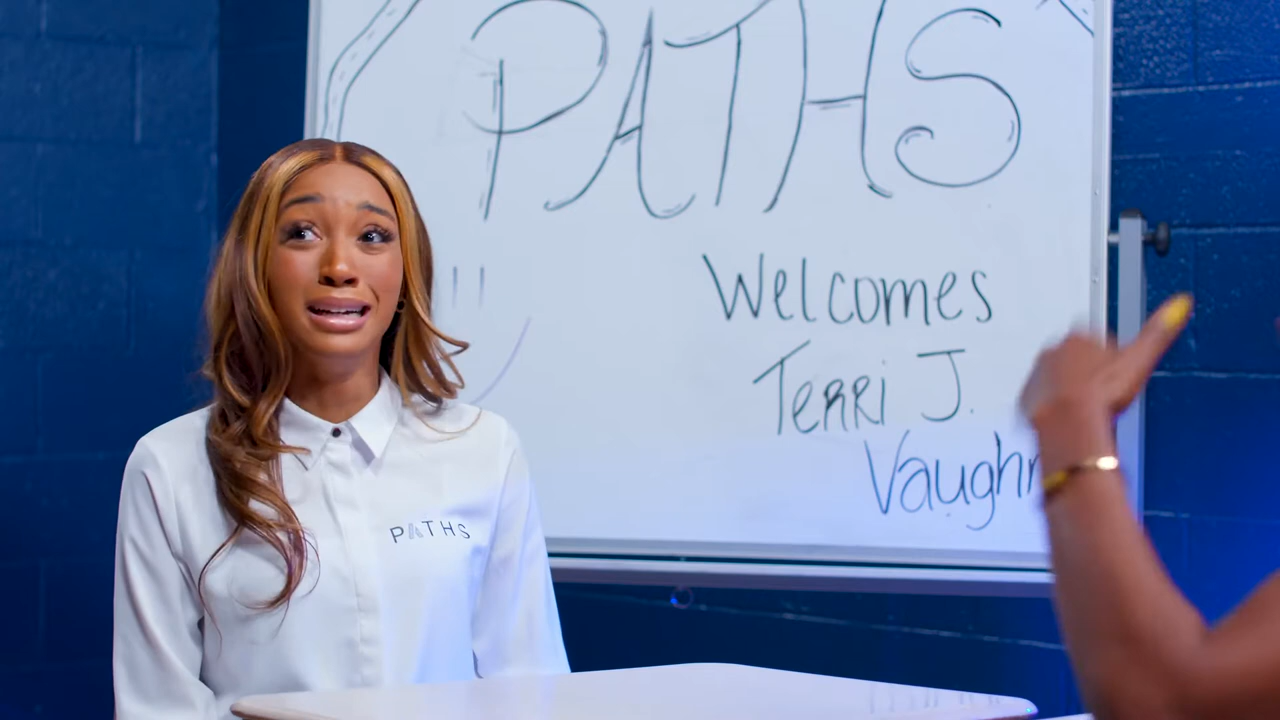 PATHS
Welcomes
Terri J.
Vaughn
PATHS